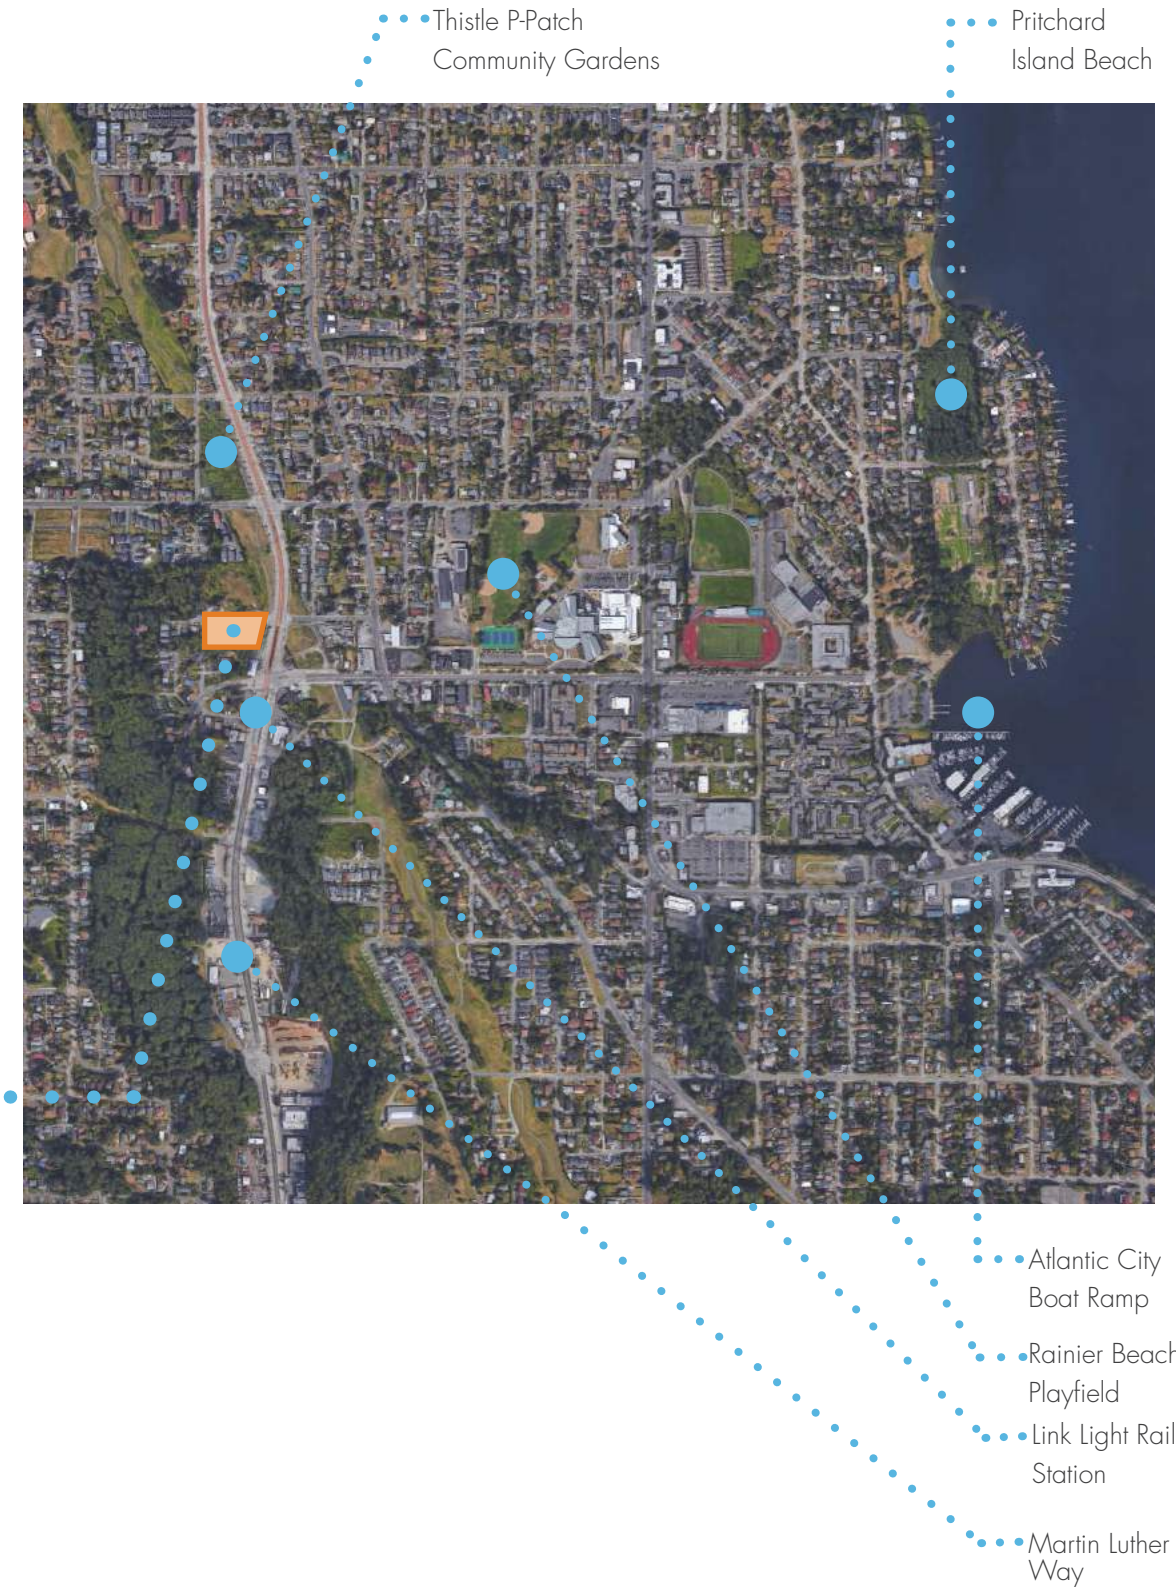 Thistle P-Patch
Community Gardens
Pritchard
Island Beach
Atlantic City
Boat Ramp
Rainier Beach
Playfield
Link Light Rail
Station
Martin Luther
Way